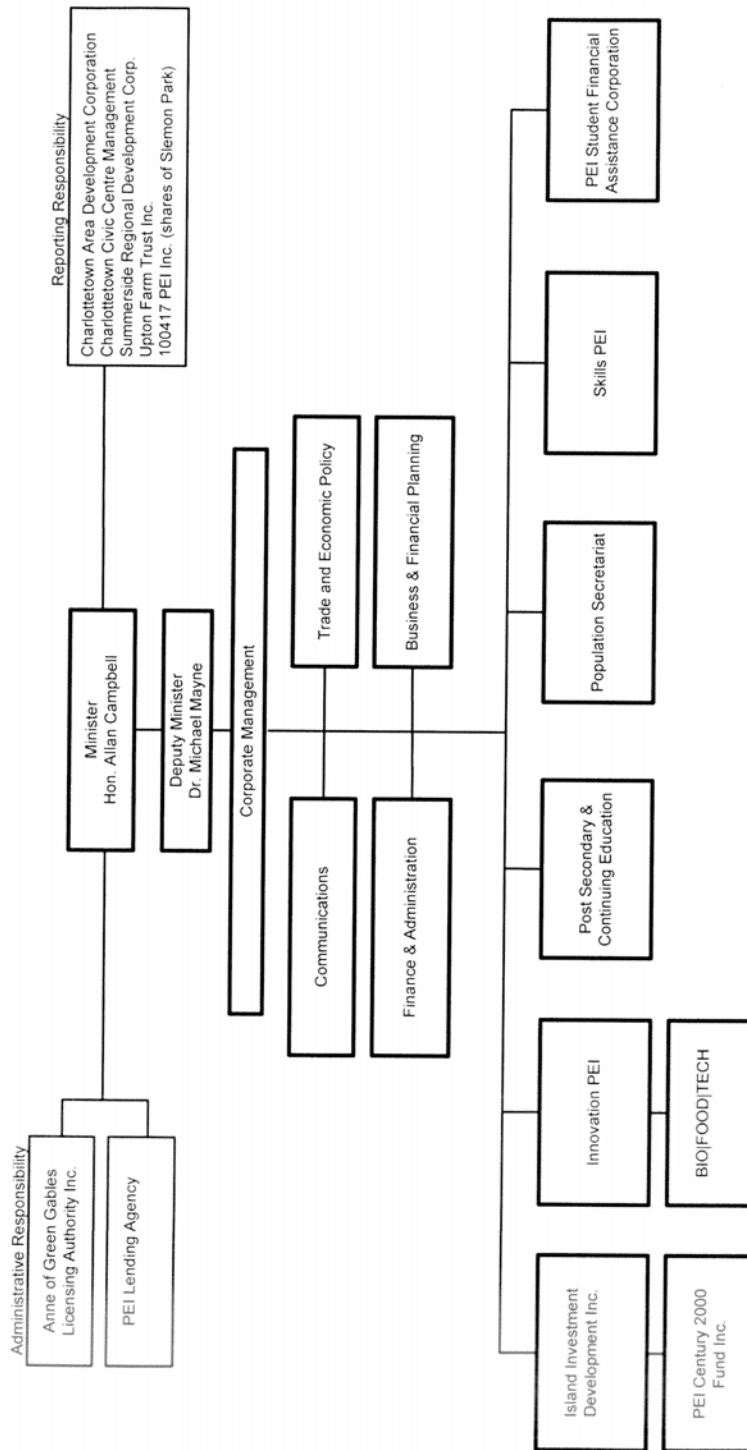 Administrative Responsibility
Anne of Green Gables
Licensing Authority Inc.
PEI Lending Agency
Minister
Hon. Allan Campbell
Reporting Responsibility
Charlottetown Area Development Corporation
Charlottetown Civic Centre Management
Summerside Regional Development Corp.
Upton Farm Trust Inc.
100417 PEI Inc. (shares of Slemon Park)
Deputy Minister
Dr. Michael Mayne
Corporate Management
Communications
Trade and Economic Policy
Finance & Administration
Business & Financial Planning
Island Investment
Development Inc.
Innovation PEI
Post Secondary &
Continuing Education
Population Secretariat
Skills PEI
PEI Student Financial
Assistance Corporation
PEI Century 2000
Fund Inc.
BIO|FOOD|TECH